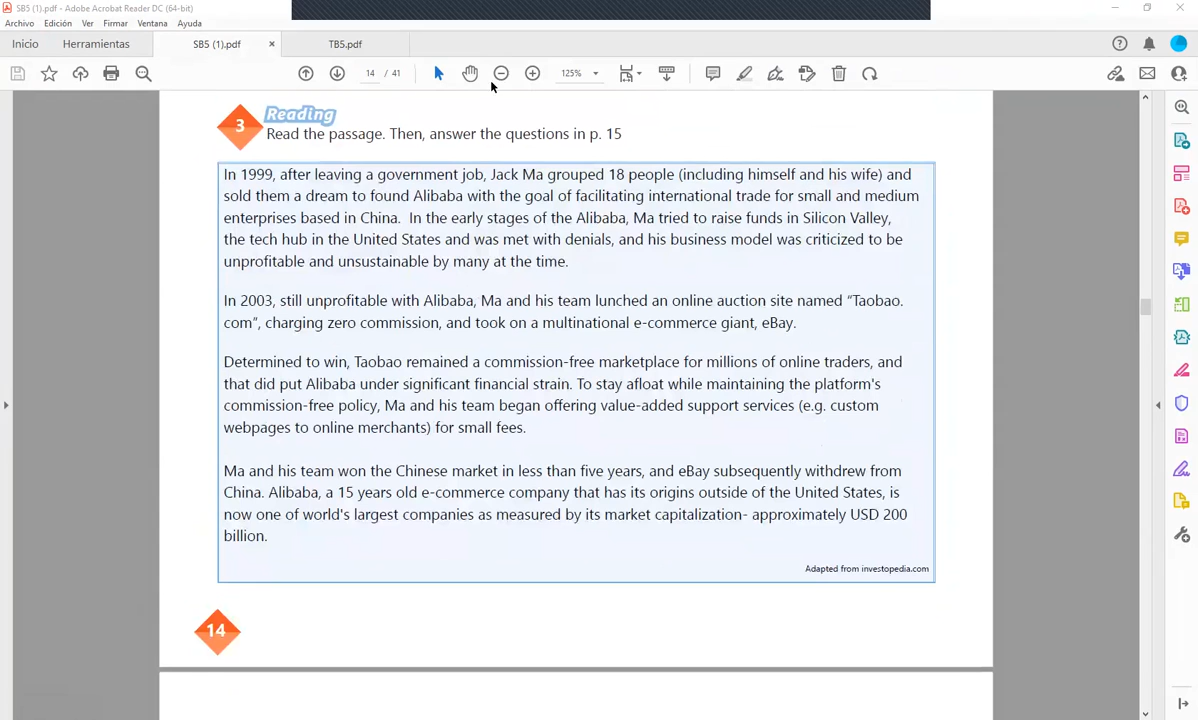 SB5 (1).pdf - Adobe Acrobat Reader DC (64-bit)
Archivo Edición Ver Firmar Ventana Ayuda
Inicio Herramientas SB5 (1).pdf × TB5.pdf
14 / 41 125%
3 Reading
Read the passage. Then, answer the questions in p. 15
In 1999, after leaving a government job, Jack Ma grouped 18 people (including himself and his wife) and
sold them a dream to found Alibaba with the goal of facilitating international trade for small and medium
enterprises based in China. In the early stages of the Alibaba, Ma tried to raise funds in Silicon Valley,
the tech hub in the United States and was met with denials, and his business model was criticized to be
unprofitable and unsustainable by many at the time.
In 2003, still unprofitable with Alibaba, Ma and his team lunched an online auction site named “Taobao.
com”, charging zero commission, and took on a multinational e-commerce giant, eBay.
Determined to win, Taobao remained a commission-free marketplace for millions of online traders, and
that did put Alibaba under significant financial strain. To stay afloat while maintaining the platform's
commission-free policy, Ma and his team began offering value-added support services (e.g. custom
webpages to online merchants) for small fees.
Ma and his team won the Chinese market in less than five years, and eBay subsequently withdrew from
China. Alibaba, a 15 years old e-commerce company that has its origins outside of the United States, is
now one of world's largest companies as measured by its market capitalization- approximately USD 200
billion.
Adapted from investopedia.com
14